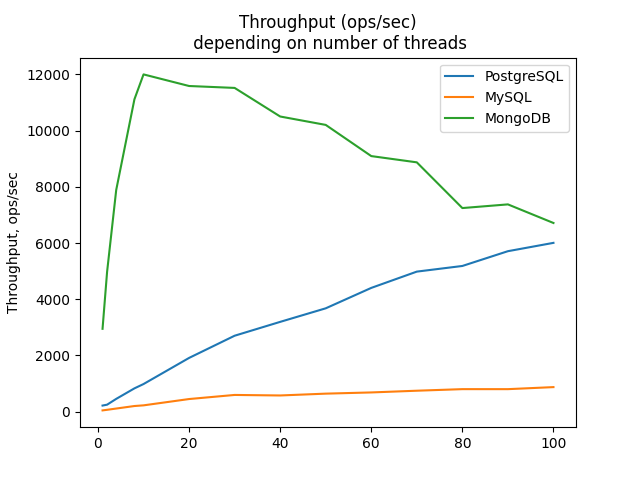 Throughput (ops/sec)
depending on number of threads
PostgreSQL
MySQL
MongoDB
Throughput, ops/sec
12000
10000
8000
6000
4000
2000
0
0 20 40 60 80 100